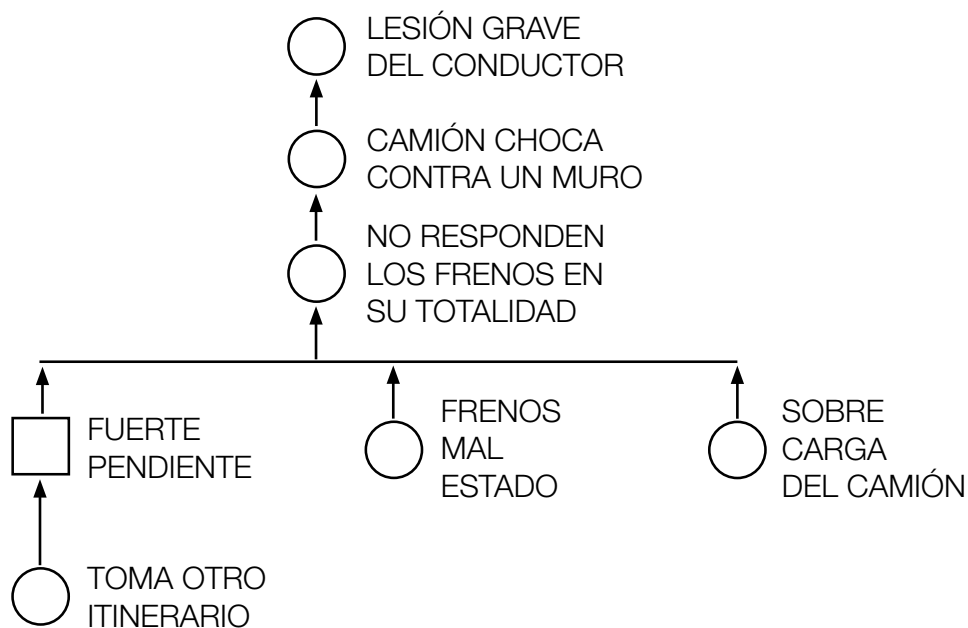 LESIÓN GRAVE
DEL CONDUCTOR
CAMIÓN CHOCA
CONTRA UN MURO
NO RESPONDEN
LOS FRENOS EN
SU TOTALIDAD
FUERTE
PENDIENTE
FRENOS
MAL
ESTADO
SOBRE
CARGA
DEL CAMIÓN
TOMA OTRO
ITINERARIO